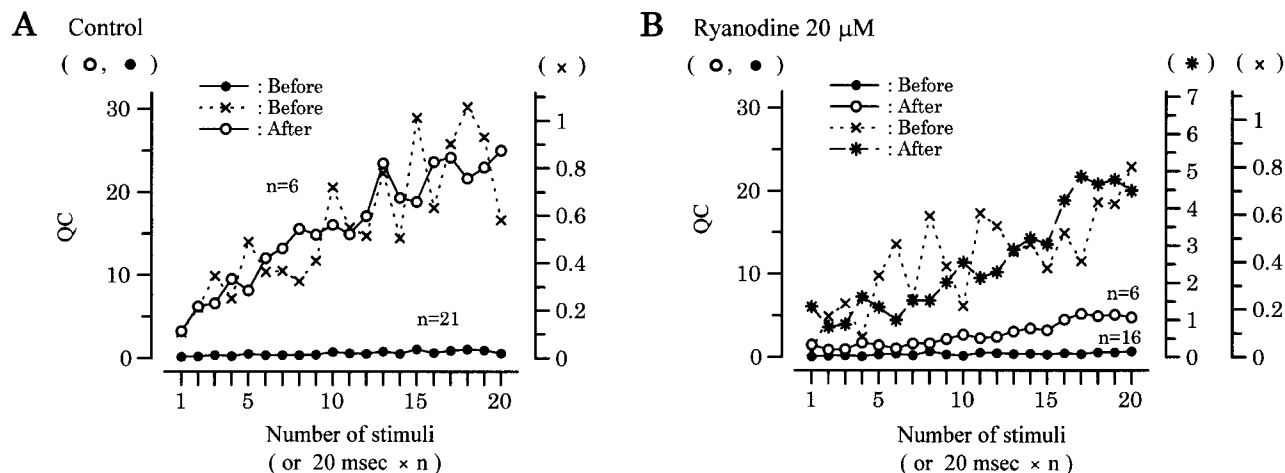 A Control
( o, ● ) ( × )
: Before
: Before
: After
30
20
10
0
QC
1
0.8
0.6
0.4
0.2
0
n=6
n=21
1 5 10 15 20
Number of stimuli
( or 20 msec × n )
B Ryanodine 20 μM
( o, ● ) ( ✱ ) ( × )
: Before
: After
: Before
: After
30
20
10
0
QC
7
6
5
4
3
2
1
0
1
0.8
0.6
0.4
0.2
0
n=6
n=16
1 5 10 15 20
Number of stimuli
( or 20 msec × n )